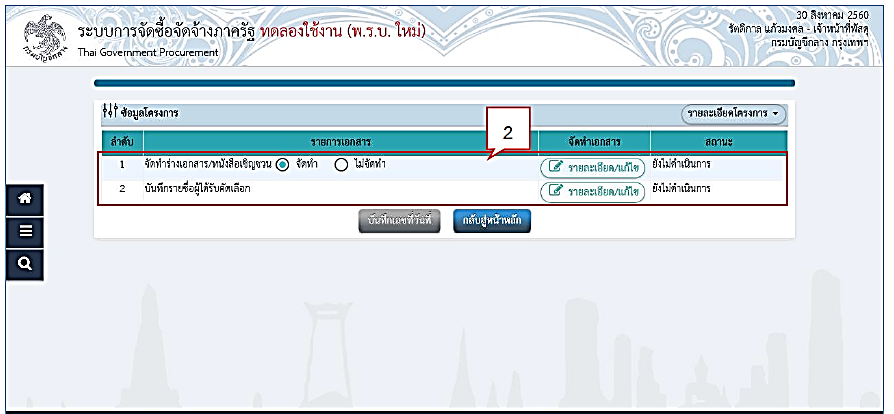 30 สิงหาคม 2560
ระบบการจัดซื้อจัดจ้างภาครัฐ ทดลองใช้งาน (พ.ร.บ. ใหม่)
รัตติกาล แก้วมงคล - เจ้าหน้าที่พัสดุ
กรมบัญชีกลาง กรุงเทพฯ
Thai Government Procurement
ข้อมูลโครงการ
รายละเอียดโครงการ
2
ลำดับ รายการเอกสาร จัดทำเอกสาร สถานะ
1 จัดทำร่างเอกสาร/หนังสือเชิญชวน จัดทำ ไม่จัดทำ รายละเอียด/แก้ไข ยังไม่ดำเนินการ
2 บันทึกรายชื่อผู้ได้รับคัดเลือก รายละเอียด/แก้ไข ยังไม่ดำเนินการ
บันทึกเลขที่วันที่ กลับสู่หน้าหลัก